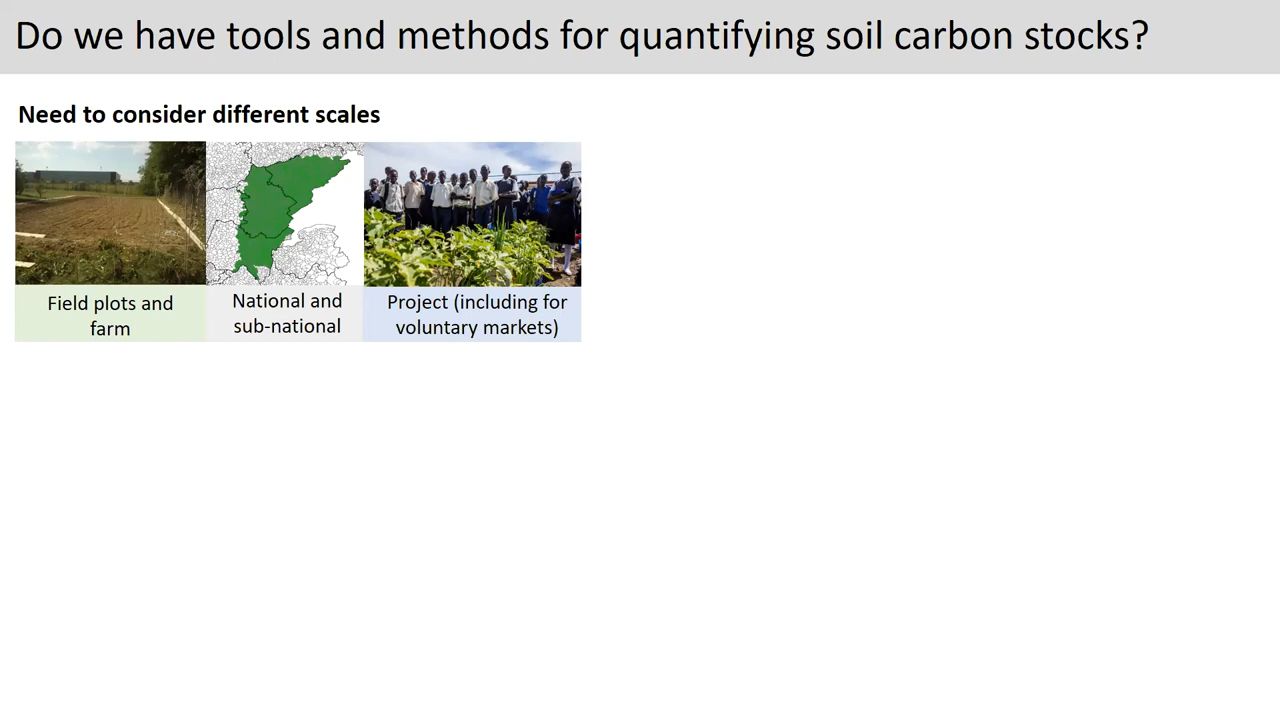 Do we have tools and methods for quantifying soil carbon stocks?
Need to consider different scales
Field plots and
farm
National and
sub-national
Project (including for
voluntary markets)